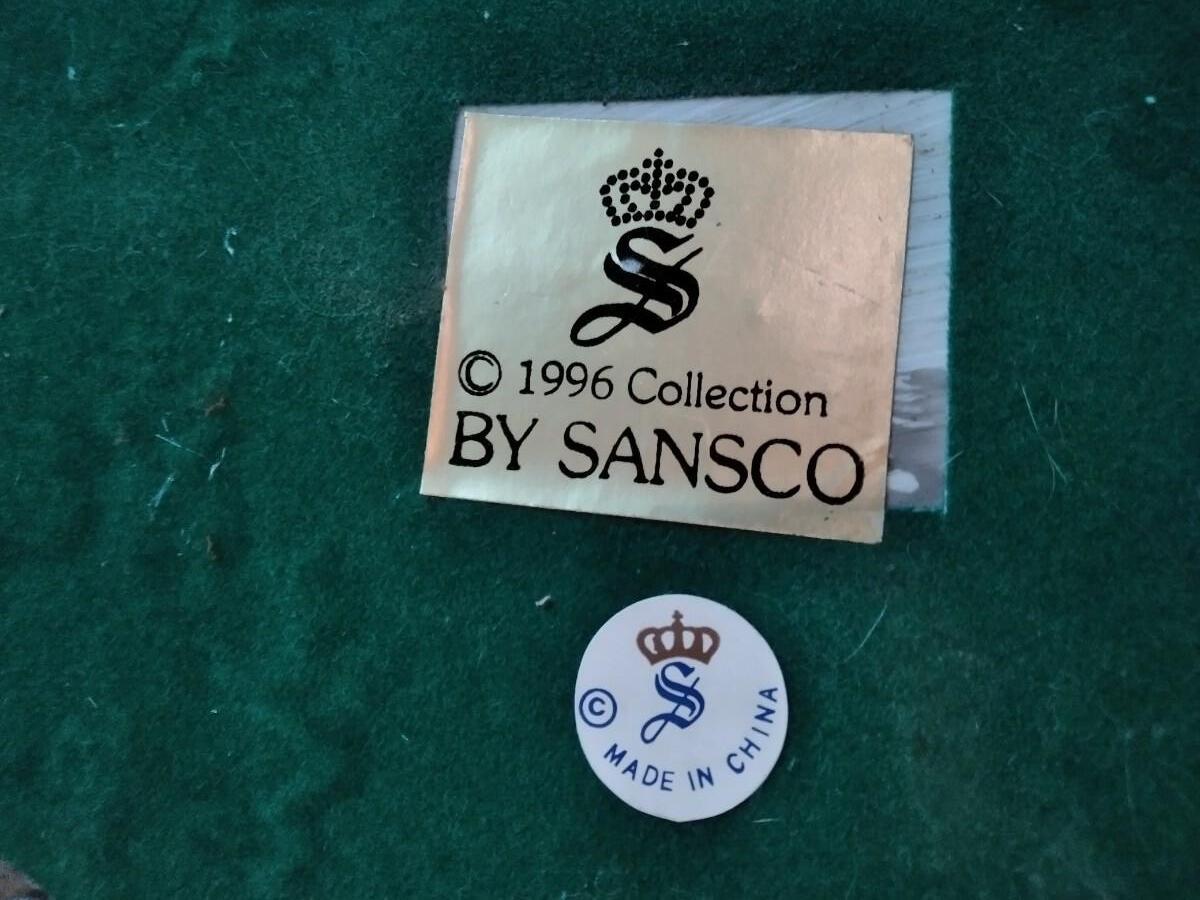 S
© 1996 Collection
BY SANSCO
S
©
MADE IN CHINA